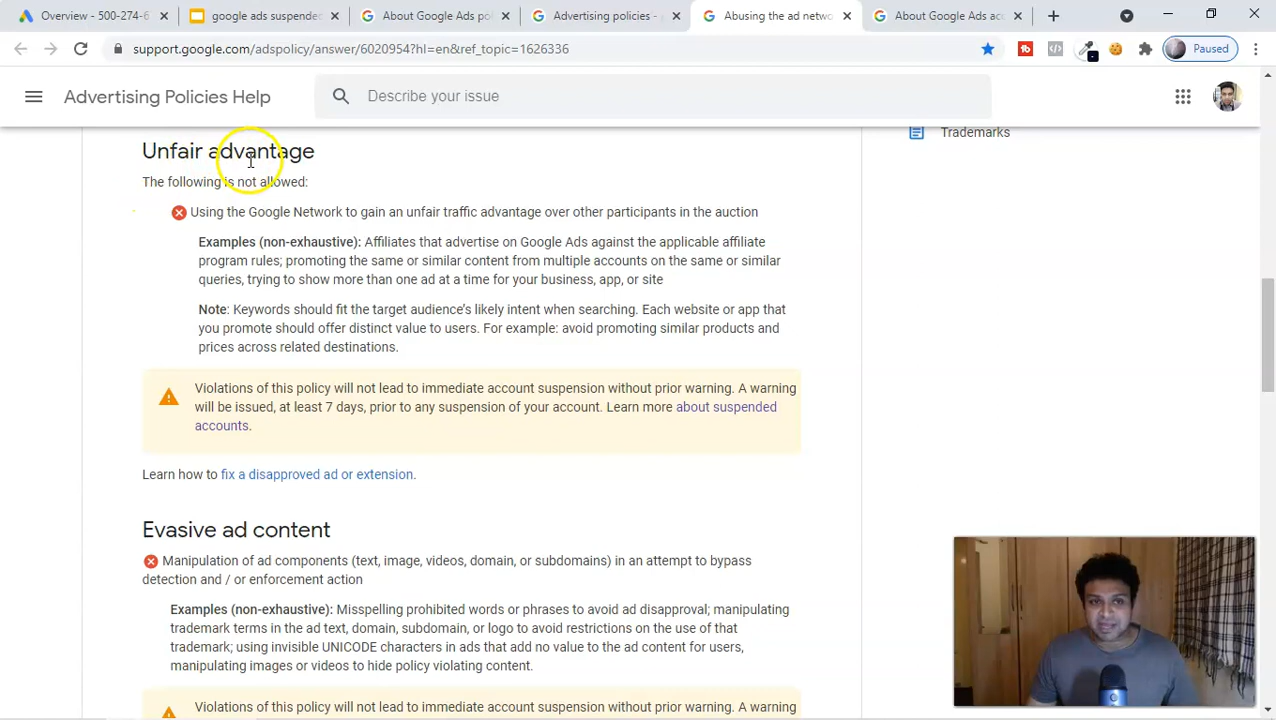 Overview - 500-274-6
google ads suspended
About Google Ads pol
Advertising policies -
Abusing the ad netwo
About Google Ads acc
support.google.com/adspolicy/answer/6020954?hl=en&ref_topic=1626336
Paused
Advertising Policies Help
Describe your issue
Trademarks
Unfair advantage
The following is not allowed:
Using the Google Network to gain an unfair traffic advantage over other participants in the auction
Examples (non-exhaustive): Affiliates that advertise on Google Ads against the applicable affiliate
program rules; promoting the same or similar content from multiple accounts on the same or similar
queries, trying to show more than one ad at a time for your business, app, or site
Note: Keywords should fit the target audience's likely intent when searching. Each website or app that
you promote should offer distinct value to users. For example: avoid promoting similar products and
prices across related destinations.
Violations of this policy will not lead to immediate account suspension without prior warning. A warning
will be issued, at least 7 days, prior to any suspension of your account. Learn more about suspended
accounts.
Learn how to fix a disapproved ad or extension.
Evasive ad content
Manipulation of ad components (text, image, videos, domain, or subdomains) in an attempt to bypass
detection and / or enforcement action
Examples (non-exhaustive): Misspelling prohibited words or phrases to avoid ad disapproval; manipulating
trademark terms in the ad text, domain, subdomain, or logo to avoid restrictions on the use of that
trademark; using invisible UNICODE characters in ads that add no value to the ad content for users,
manipulating images or videos to hide policy violating content.
Violations of this policy will not lead to immediate account suspension without prior warning. A warning